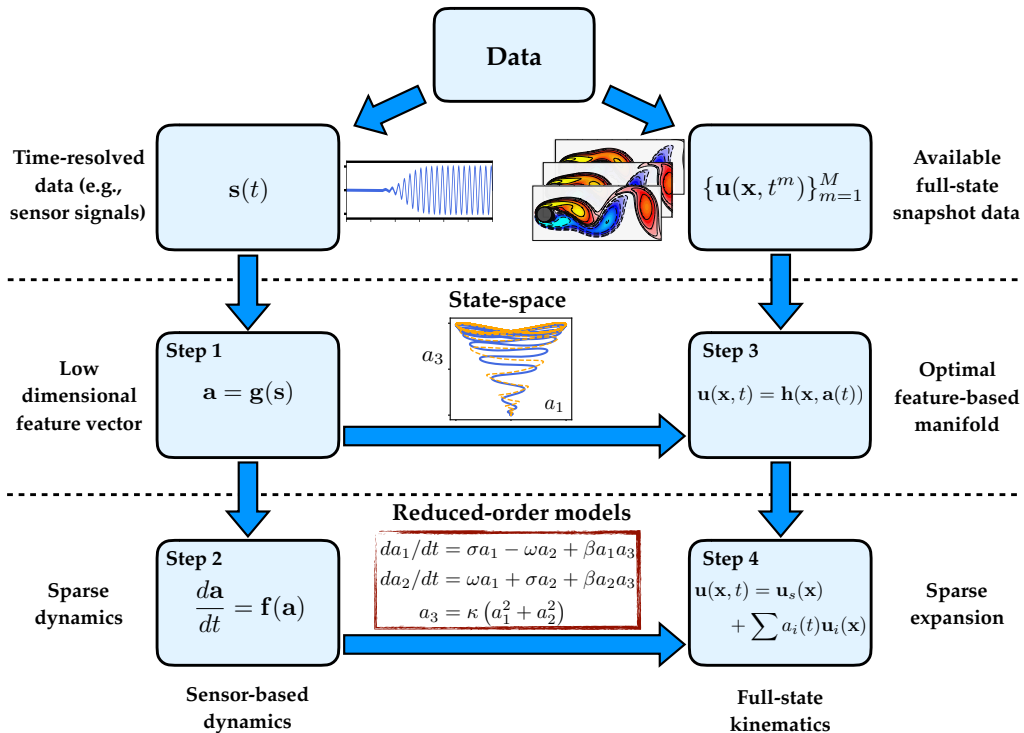 Data
Time-resolved
data (e.g.,
sensor signals)
s(t)
{u(x, t^m)}_{m=1}^M
Available
full-state
snapshot data
State-space
Low
dimensional
feature vector
Step 1
a = g(s)
a_3
a_1
Step 3
u(x, t) = h(x, a(t))
Optimal
feature-based
manifold
Reduced-order models
Sparse
dynamics
Step 2
da/dt = f(a)
da_1/dt = σa_1 − ωa_2 + βa_1a_3
da_2/dt = ωa_1 + σa_2 + βa_2a_3
a_3 = κ (a_1^2 + a_2^2)
Step 4
u(x, t) = u_s(x)
+ ∑ a_i(t)u_i(x)
Sparse
expansion
Sensor-based
dynamics
Full-state
kinematics